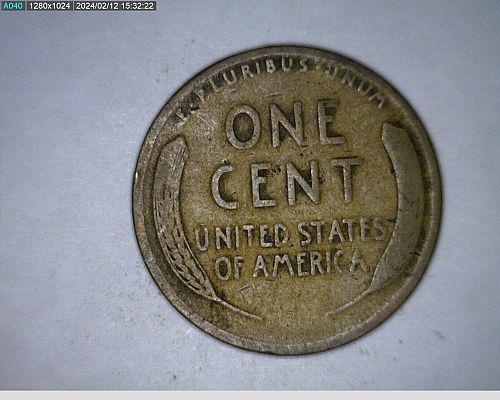 A040 | 1280x1024 | 2024/02/12 15:32:22
E·PLURIBUS·UNUM
ONE
CENT
UNITED STATES
OF AMERICA